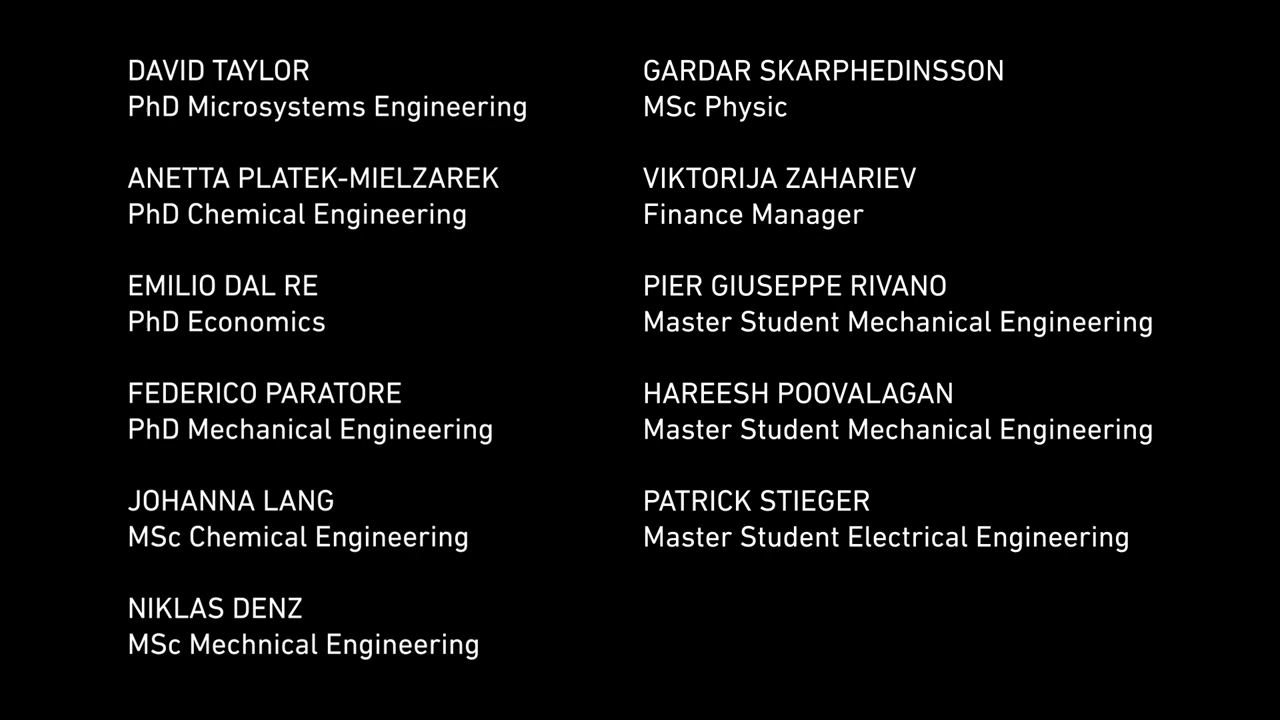 DAVID TAYLOR
PhD Microsystems Engineering
ANETTA PLATEK-MIELZAREK
PhD Chemical Engineering
EMILIO DAL RE
PhD Economics
FEDERICO PARATORE
PhD Mechanical Engineering
JOHANNA LANG
MSc Chemical Engineering
NIKLAS DENZ
MSc Mechnical Engineering
GARDAR SKARPHEDINSSON
MSc Physic
VIKTORIJA ZAHARIEV
Finance Manager
PIER GIUSEPPE RIVANO
Master Student Mechanical Engineering
HAREESH POOVALAGAN
Master Student Mechanical Engineering
PATRICK STIEGER
Master Student Electrical Engineering